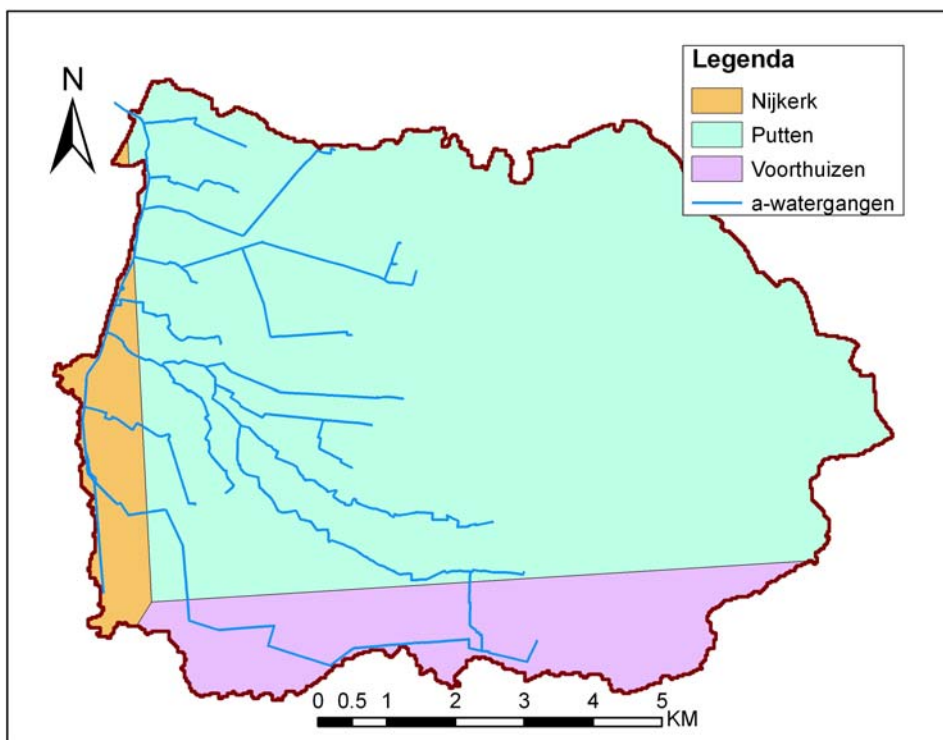 Legenda
N
Nijkerk
Putten
Voorthuizen
a-watergangen
0 0.5 1 2 3 4 5
KM